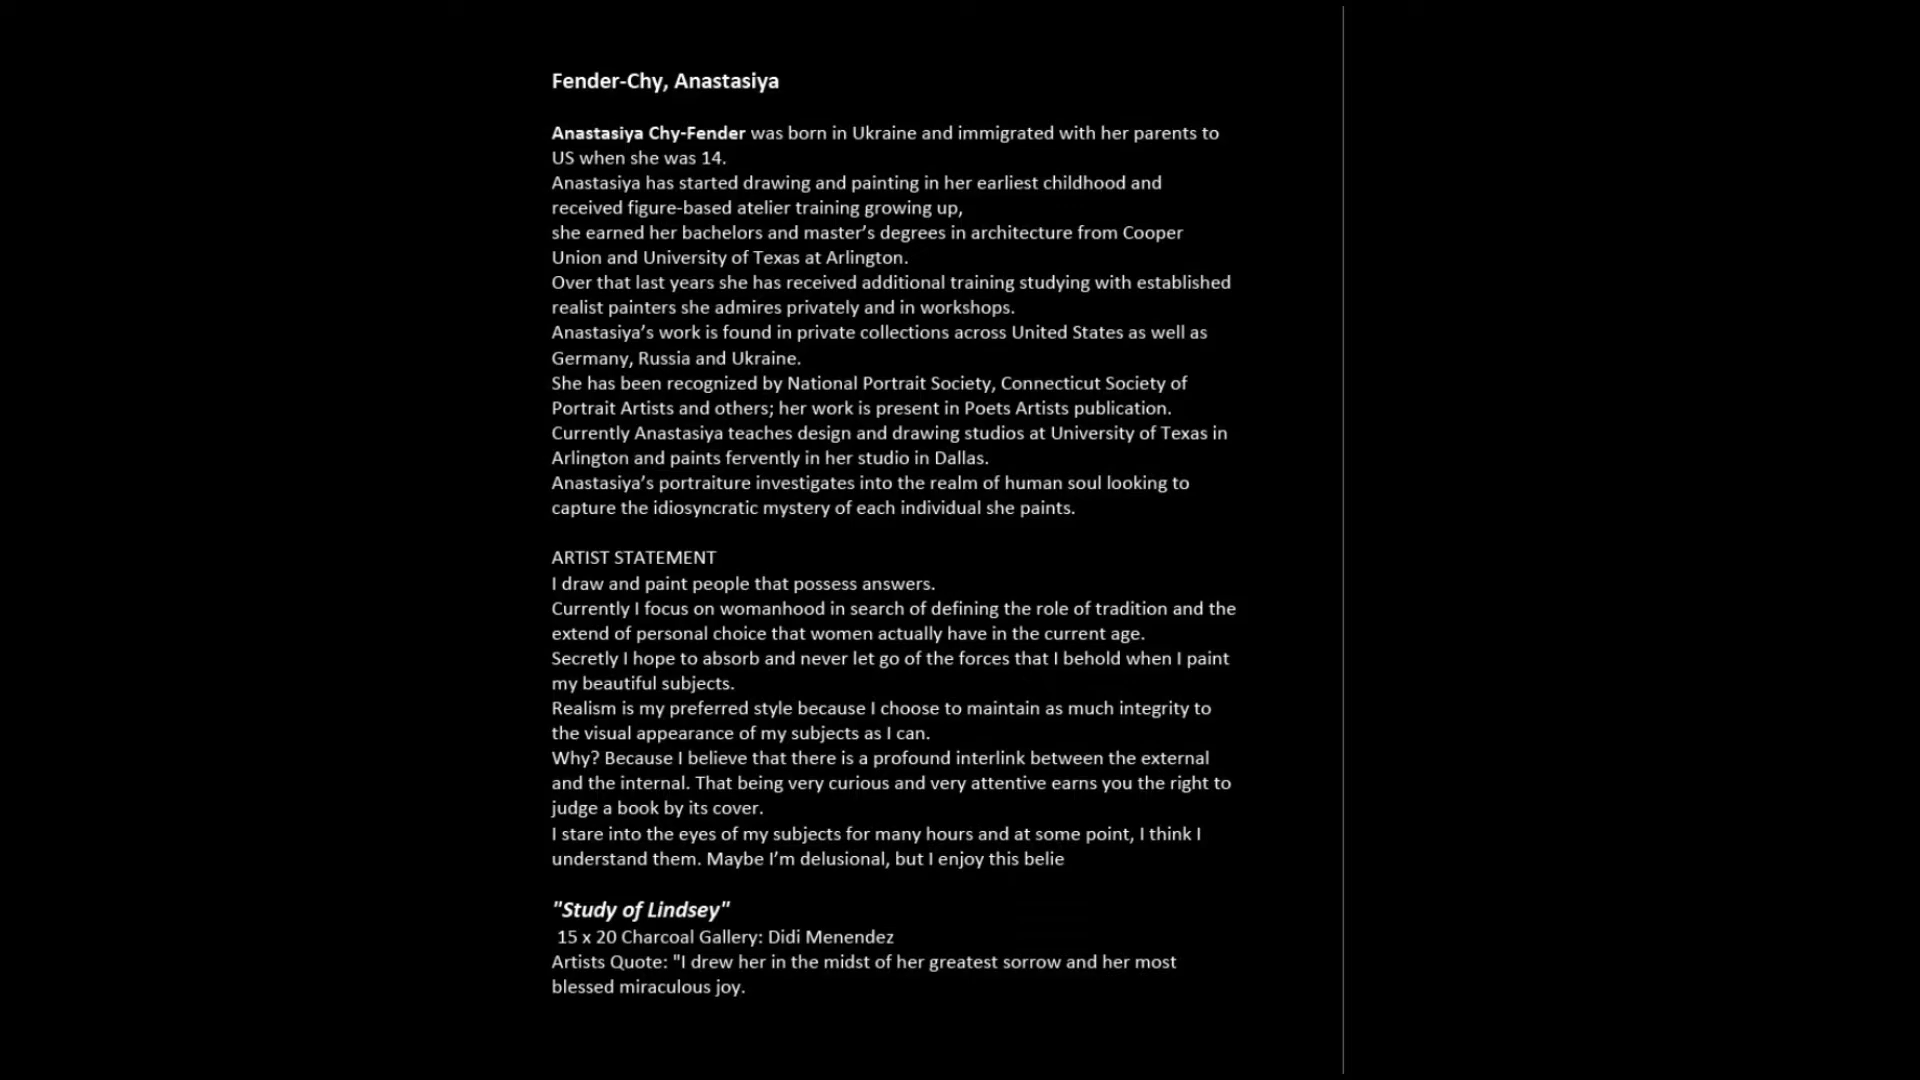 Fender-Chy, Anastasiya
Anastasiya Chy-Fender was born in Ukraine and immigrated with her parents to
US when she was 14.
Anastasiya has started drawing and painting in her earliest childhood and
received figure-based atelier training growing up,
she earned her bachelors and master’s degrees in architecture from Cooper
Union and University of Texas at Arlington.
Over that last years she has received additional training studying with established
realist painters she admires privately and in workshops.
Anastasiya’s work is found in private collections across United States as well as
Germany, Russia and Ukraine.
She has been recognized by National Portrait Society, Connecticut Society of
Portrait Artists and others; her work is present in Poets Artists publication.
Currently Anastasiya teaches design and drawing studios at University of Texas in
Arlington and paints fervently in her studio in Dallas.
Anastasiya’s portraiture investigates into the realm of human soul looking to
capture the idiosyncratic mystery of each individual she paints.
ARTIST STATEMENT
I draw and paint people that possess answers.
Currently I focus on womanhood in search of defining the role of tradition and the
extend of personal choice that women actually have in the current age.
Secretly I hope to absorb and never let go of the forces that I behold when I paint
my beautiful subjects.
Realism is my preferred style because I choose to maintain as much integrity to
the visual appearance of my subjects as I can.
Why? Because I believe that there is a profound interlink between the external
and the internal. That being very curious and very attentive earns you the right to
judge a book by its cover.
I stare into the eyes of my subjects for many hours and at some point, I think I
understand them. Maybe I’m delusional, but I enjoy this belie
"Study of Lindsey"
15 x 20 Charcoal Gallery: Didi Menendez
Artists Quote: "I drew her in the midst of her greatest sorrow and her most
blessed miraculous joy.